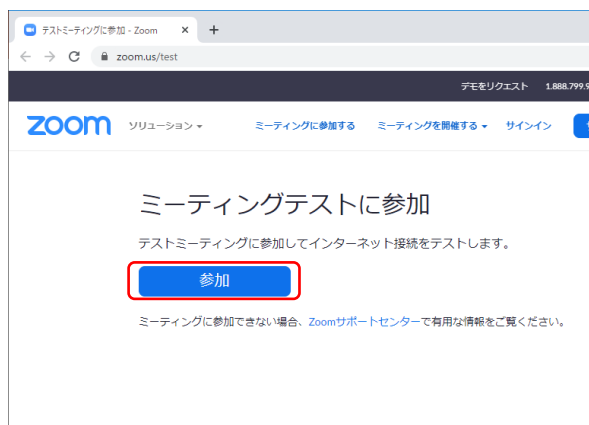 テストミーティングに参加 - Zoom
zoom.us/test
デモをリクエスト 1.888.799.9
zoom ソリューション ミーティングに参加する ミーティングを開催する サインイン
ミーティングテストに参加
テストミーティングに参加してインターネット接続をテストします。
参加
ミーティングに参加できない場合、Zoomサポートセンターで有用な情報をご覧ください。